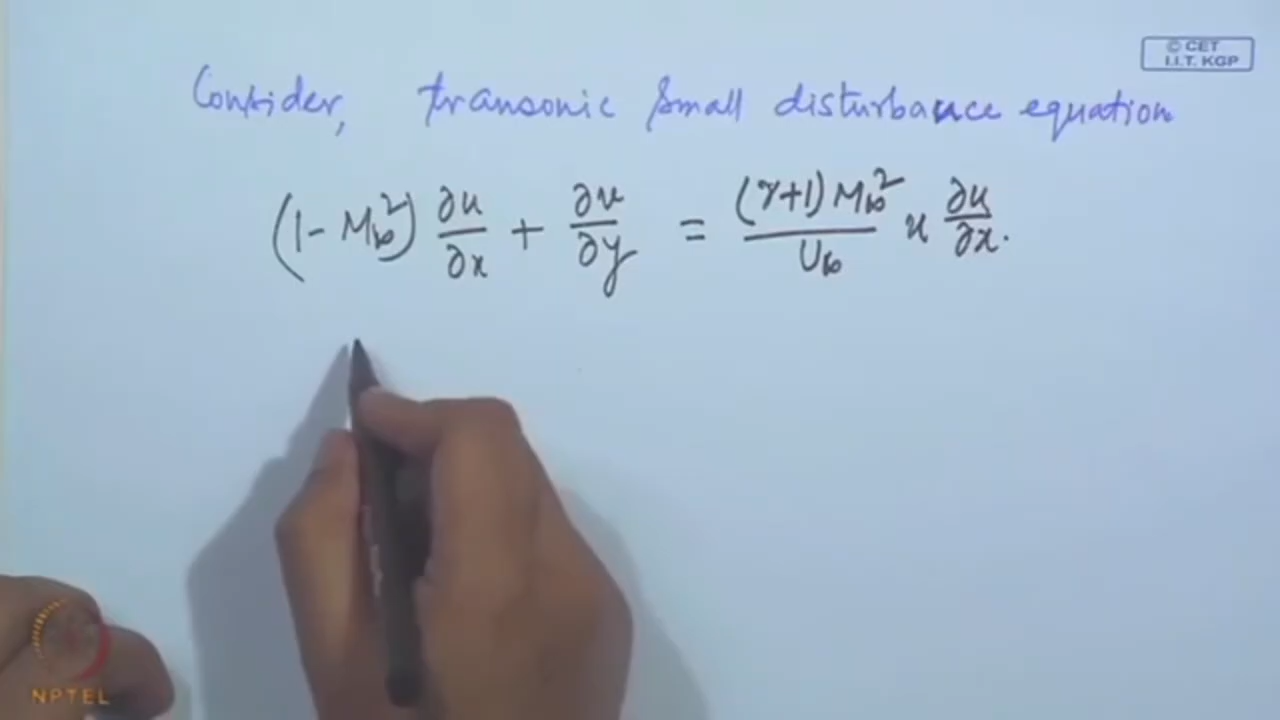 © CET
I.I.T. KGP
Consider, transonic small disturbance equation
(1 - M∞²) ∂u/∂x + ∂v/∂y = (γ+1) M∞² / U∞ u ∂u/∂x.
NPTEL